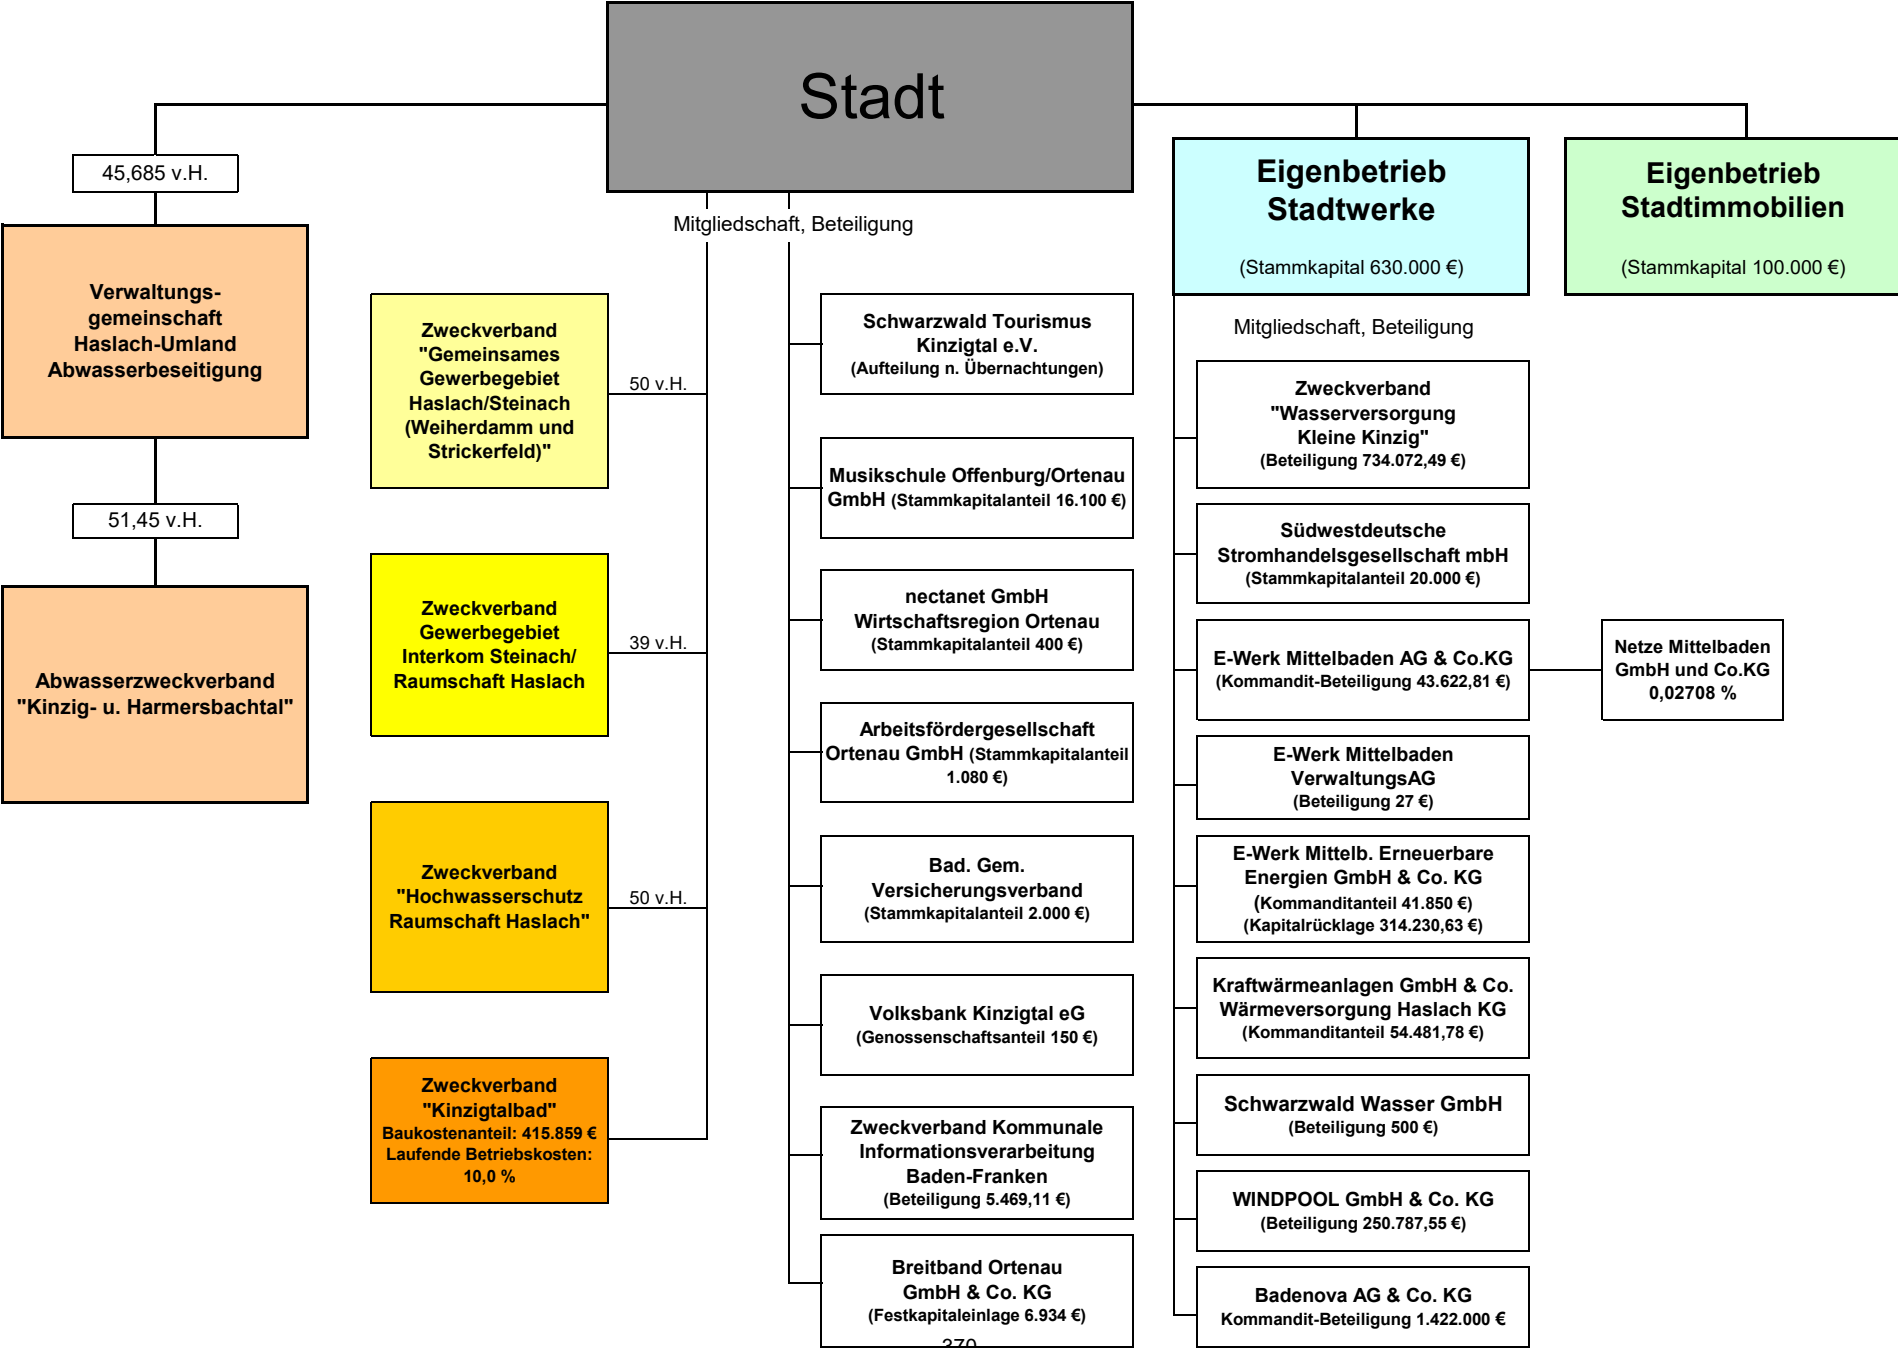 Stadt
45,685 v.H.
Verwaltungs-
gemeinschaft
Haslach-Umland
Abwasserbeseitigung
51,45 v.H.
Abwasserzweckverband
"Kinzig- u. Harmersbachtal"
Mitgliedschaft, Beteiligung
Zweckverband
"Gemeinsames
Gewerbegebiet
Haslach/Steinach
(Weiherdamm und
Strickerfeld)"
50 v.H.
Zweckverband
Gewerbegebiet
Interkom Steinach/
Raumschaft Haslach
39 v.H.
Zweckverband
"Hochwasserschutz
Raumschaft Haslach"
50 v.H.
Zweckverband
"Kinzigtalbad"
Baukostenanteil: 415.859 €
Laufende Betriebskosten:
10,0 %
Schwarzwald Tourismus
Kinzigtal e.V.
(Aufteilung n. Übernachtungen)
Musikschule Offenburg/Ortenau
GmbH (Stammkapitalanteil 16.100 €)
nectanet GmbH
Wirtschaftsregion Ortenau
(Stammkapitalanteil 400 €)
Arbeitsfördergesellschaft
Ortenau GmbH (Stammkapitalanteil
1.080 €)
Bad. Gem.
Versicherungsverband
(Stammkapitalanteil 2.000 €)
Volksbank Kinzigtal eG
(Genossenschaftsanteil 150 €)
Zweckverband Kommunale
Informationsverarbeitung
Baden-Franken
(Beteiligung 5.469,11 €)
Breitband Ortenau
GmbH & Co. KG
(Festkapitaleinlage 6.934 €)
370
Eigenbetrieb
Stadtwerke
(Stammkapital 630.000 €)
Mitgliedschaft, Beteiligung
Zweckverband
"Wasserversorgung
Kleine Kinzig"
(Beteiligung 734.072,49 €)
Südwestdeutsche
Stromhandelsgesellschaft mbH
(Stammkapitalanteil 20.000 €)
E-Werk Mittelbaden AG & Co.KG
(Kommandit-Beteiligung 43.622,81 €)
Netze Mittelbaden
GmbH und Co.KG
0,02708 %
E-Werk Mittelbaden
VerwaltungsAG
(Beteiligung 27 €)
E-Werk Mittelb. Erneuerbare
Energien GmbH & Co. KG
(Kommanditanteil 41.850 €)
(Kapitalrücklage 314.230,63 €)
Kraftwärmeanlagen GmbH & Co.
Wärmeversorgung Haslach KG
(Kommanditanteil 54.481,78 €)
Schwarzwald Wasser GmbH
(Beteiligung 500 €)
WINDPOOL GmbH & Co. KG
(Beteiligung 250.787,55 €)
Badenova AG & Co. KG
Kommandit-Beteiligung 1.422.000 €
Eigenbetrieb
Stadtimmobilien
(Stammkapital 100.000 €)